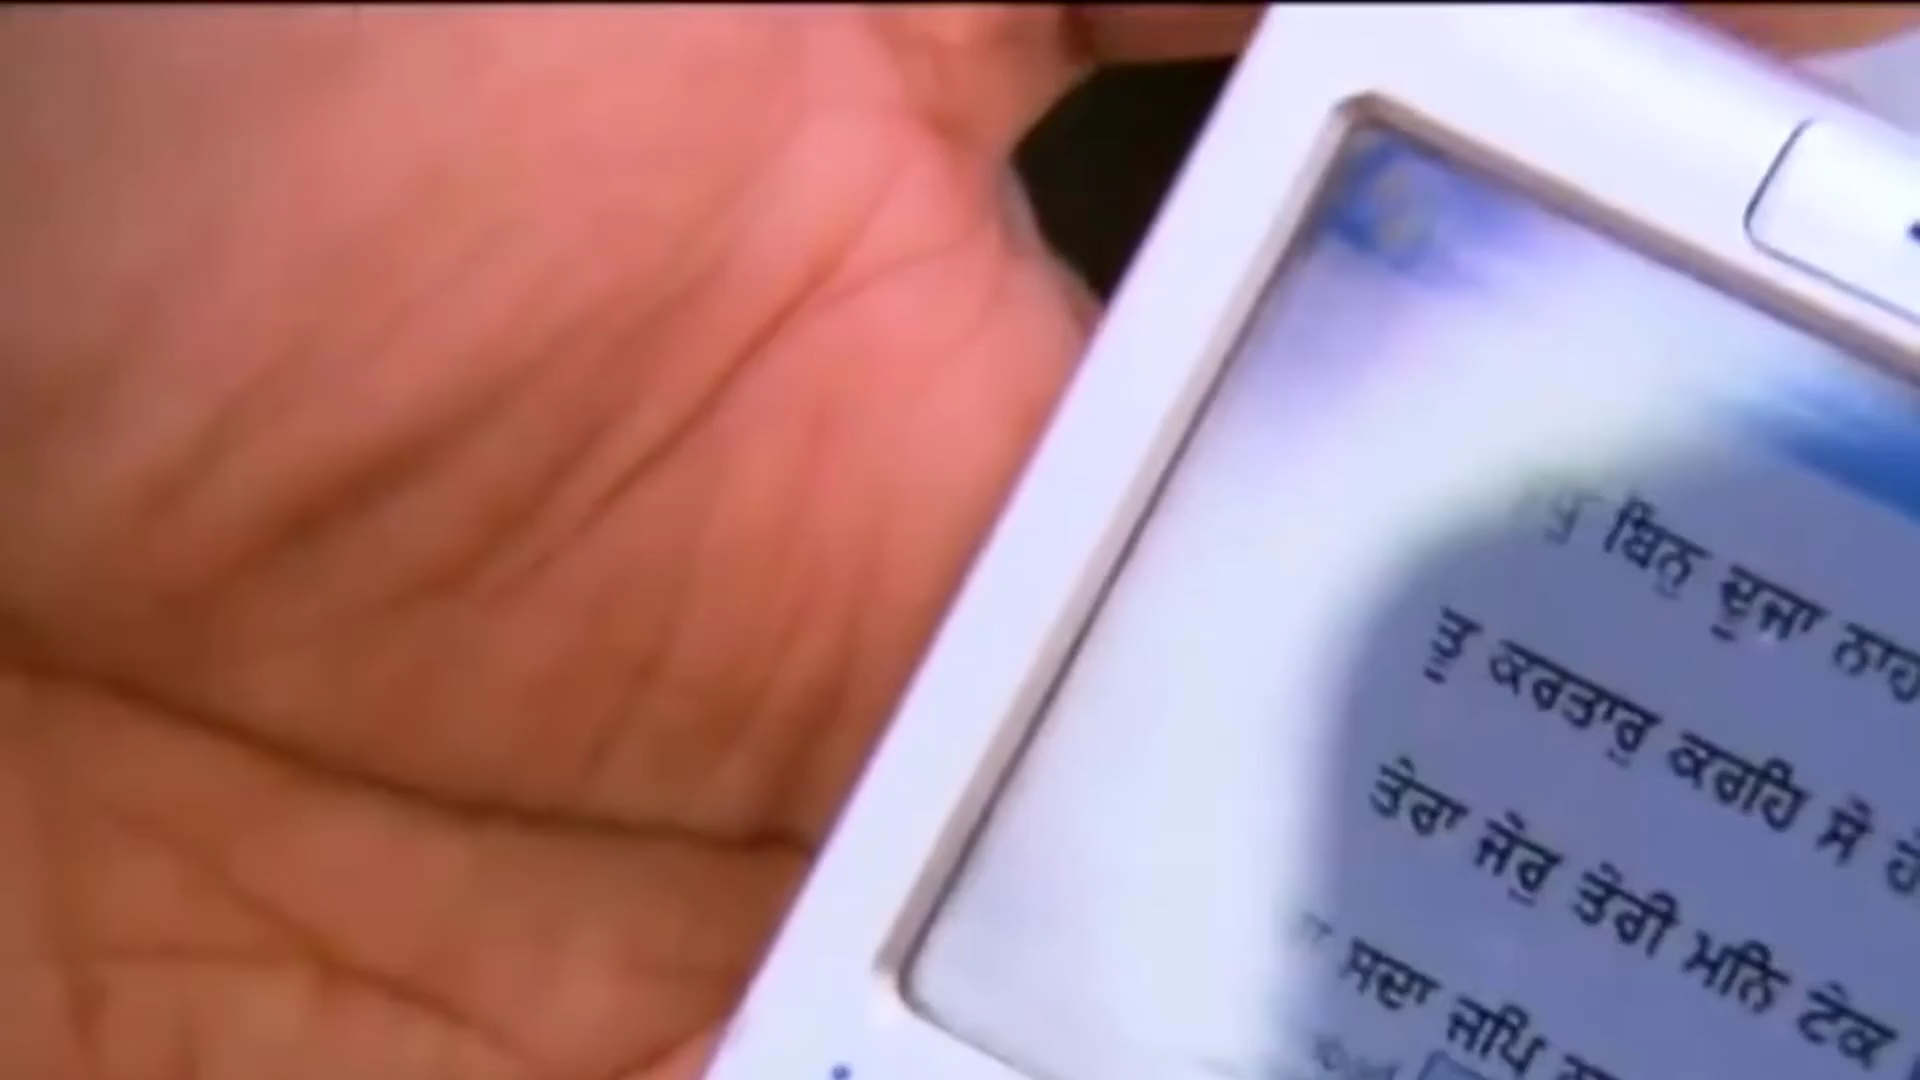 ਬਿਨੁ ਦੂਜਾ
ਤੂ ਕਰਤਾਰੁ ਕਰਹਿ ਸੋ
ਤੇਰਾ ਜੋਰੁ ਤੇਰੀ ਮਨਿ ਟੇਕ
ਸਦਾ ਜਪਿ